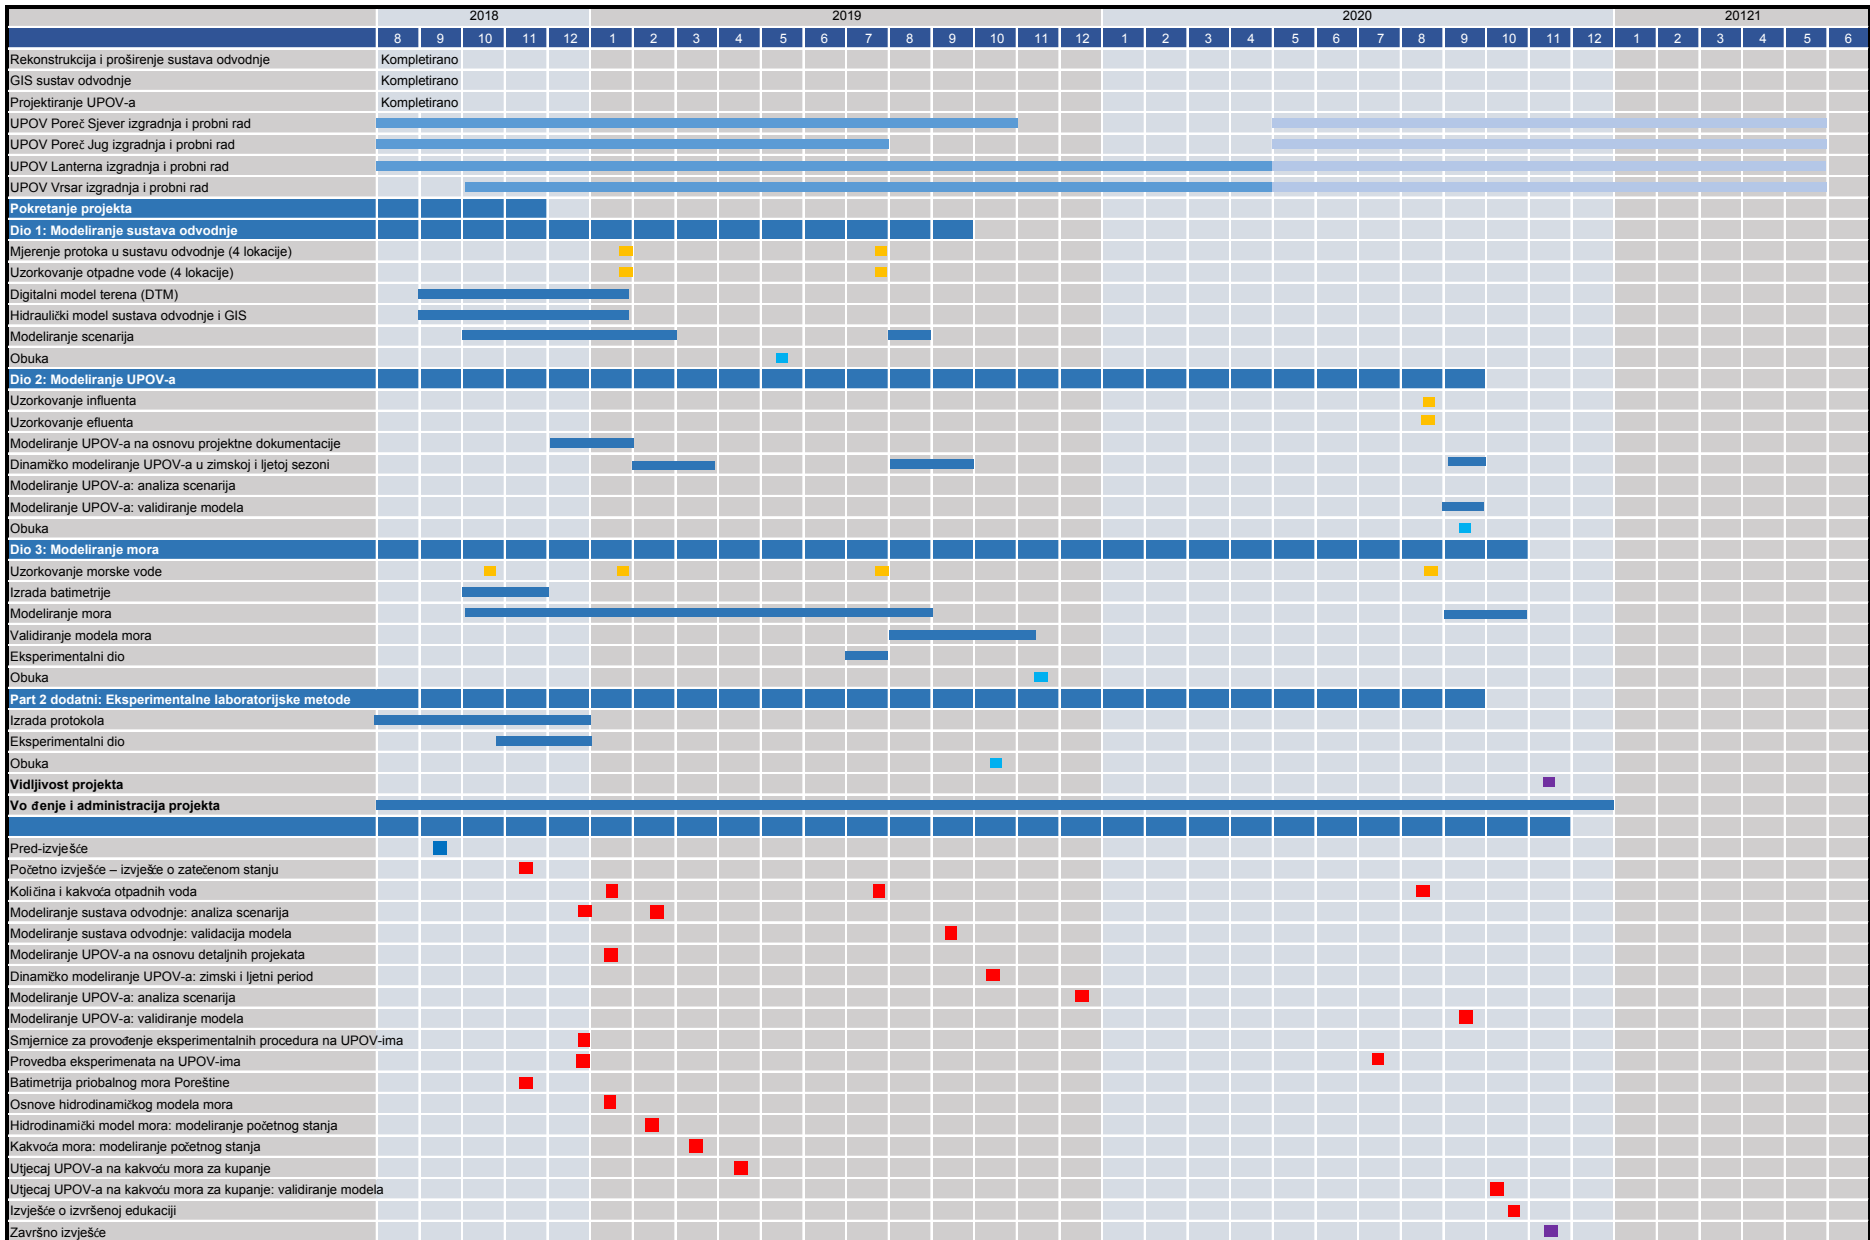 2018 2019 2020 20121
8 9 10 11 12 1 2 3 4 5 6 7 8 9 10 11 12 1 2 3 4 5 6 7 8 9 10 11 12 1 2 3 4 5 6
Rekonstrukcija i proširenje sustava odvodnje Kompletirano
GIS sustav odvodnje Kompletirano
Projektiranje UPOV-a Kompletirano
UPOV Poreč Sjever izgradnja i probni rad
UPOV Poreč Jug izgradnja i probni rad
UPOV Lanterna izgradnja i probni rad
UPOV Vrsar izgradnja i probni rad
Pokretanje projekta
Dio 1: Modeliranje sustava odvodnje
Mjerenje protoka u sustavu odvodnje (4 lokacije)
Uzorkovanje otpadne vode (4 lokacije)
Digitalni model terena (DTM)
Hidraulički model sustava odvodnje i GIS
Modeliranje scenarija
Obuka
Dio 2: Modeliranje UPOV-a
Uzorkovanje influenta
Uzorkovanje efluenta
Modeliranje UPOV-a na osnovu projektne dokumentacije
Dinamičko modeliranje UPOV-a u zimskoj i ljetoj sezoni
Modeliranje UPOV-a: analiza scenarija
Modeliranje UPOV-a: validiranje modela
Obuka
Dio 3: Modeliranje mora
Uzorkovanje morske vode
Izrada batimetrije
Modeliranje mora
Validiranje modela mora
Eksperimentalni dio
Obuka
Part 2 dodatni: Eksperimentalne laboratorijske metode
Izrada protokola
Eksperimentalni dio
Obuka
Vidljivost projekta
Vo đenje i administracija projekta
Pred-izvješće
Početno izvješće – izvješće o zatečenom stanju
Količina i kakvoća otpadnih voda
Modeliranje sustava odvodnje: analiza scenarija
Modeliranje sustava odvodnje: validacija modela
Modeliranje UPOV-a na osnovu detaljnih projekata
Dinamičko modeliranje UPOV-a: zimski i ljetni period
Modeliranje UPOV-a: analiza scenarija
Modeliranje UPOV-a: validiranje modela
Smjernice za provođenje eksperimentalnih procedura na UPOV-ima
Provedba eksperimenata na UPOV-ima
Batimetrija priobalnog mora Poreštine
Osnove hidrodinamičkog modela mora
Hidrodinamički model mora: modeliranje početnog stanja
Kakvoća mora: modeliranje početnog stanja
Utjecaj UPOV-a na kakvoću mora za kupanje
Utjecaj UPOV-a na kakvoću mora za kupanje: validiranje modela
Izvješće o izvršenoj edukaciji
Završno izvješće